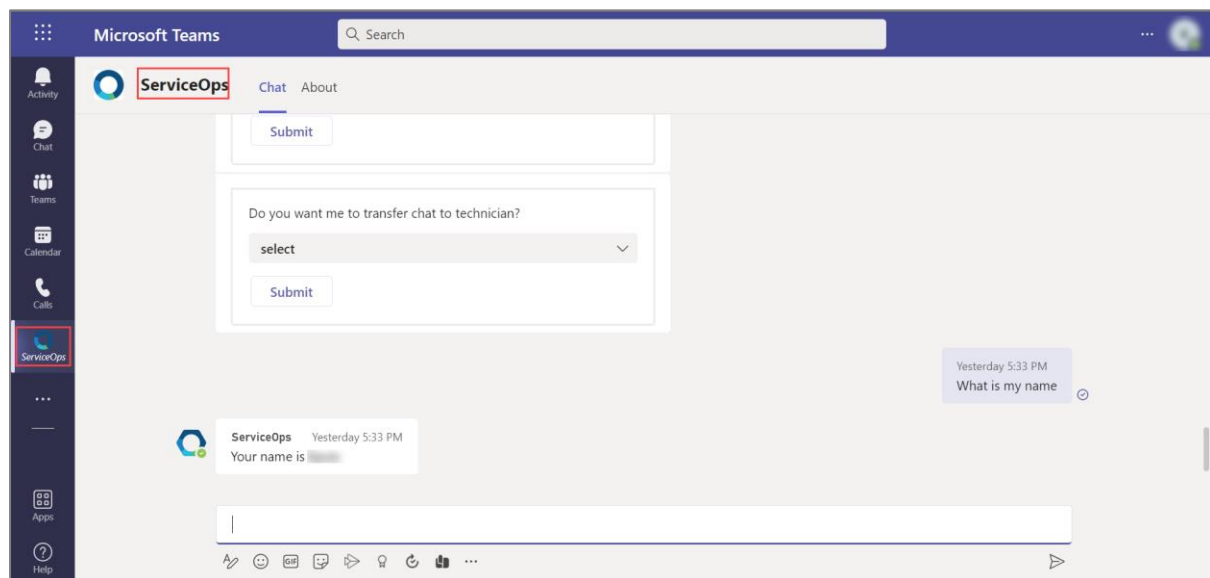 Microsoft Teams
Search
Activity
Chat
Teams
Calendar
Calls
ServiceOps
Apps
Help
ServiceOps
Chat
About
Submit
Do you want me to transfer chat to technician?
select
Submit
Yesterday 5:33 PM
What is my name
ServiceOps Yesterday 5:33 PM
Your name is
GIF